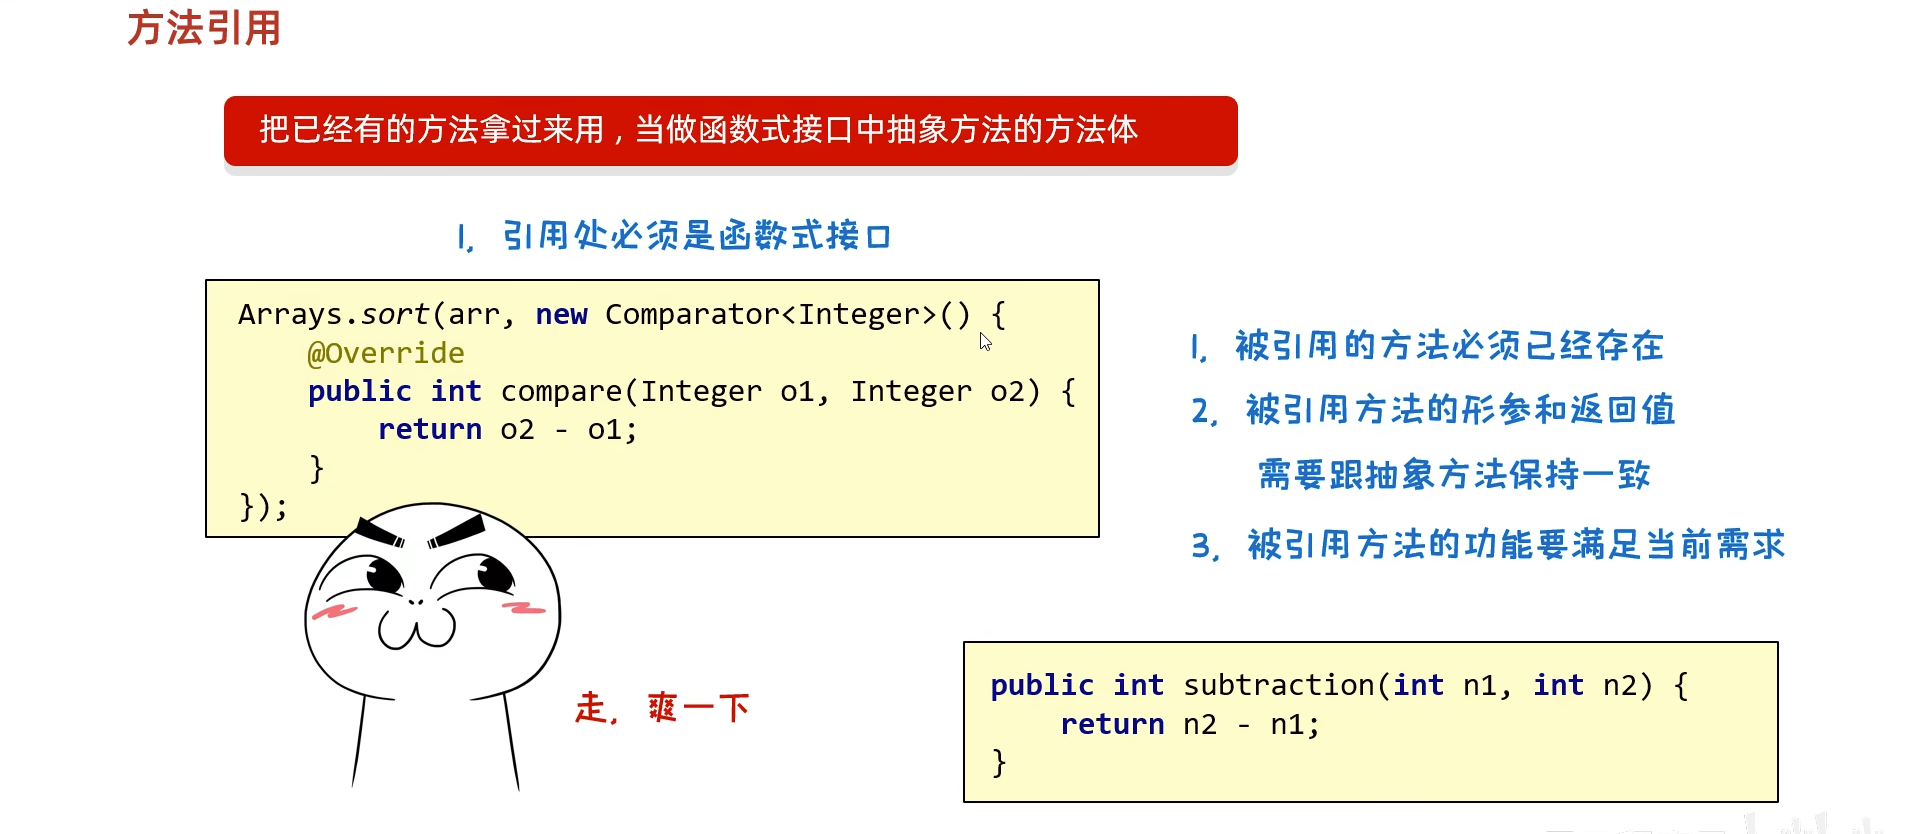 方法引用
把已经有的方法拿过来用，当做函数式接口中抽象方法的方法体
1，引用处必须是函数式接口
Arrays.sort(arr, new Comparator<Integer>() {
    @Override
    public int compare(Integer o1, Integer o2) {
        return o2 - o1;
    }
});
1，被引用的方法必须已经存在
2，被引用方法的形参和返回值
需要跟抽象方法保持一致
3，被引用方法的功能要满足当前需求
走，爽一下
public int subtraction(int n1, int n2) {
    return n2 - n1;
}